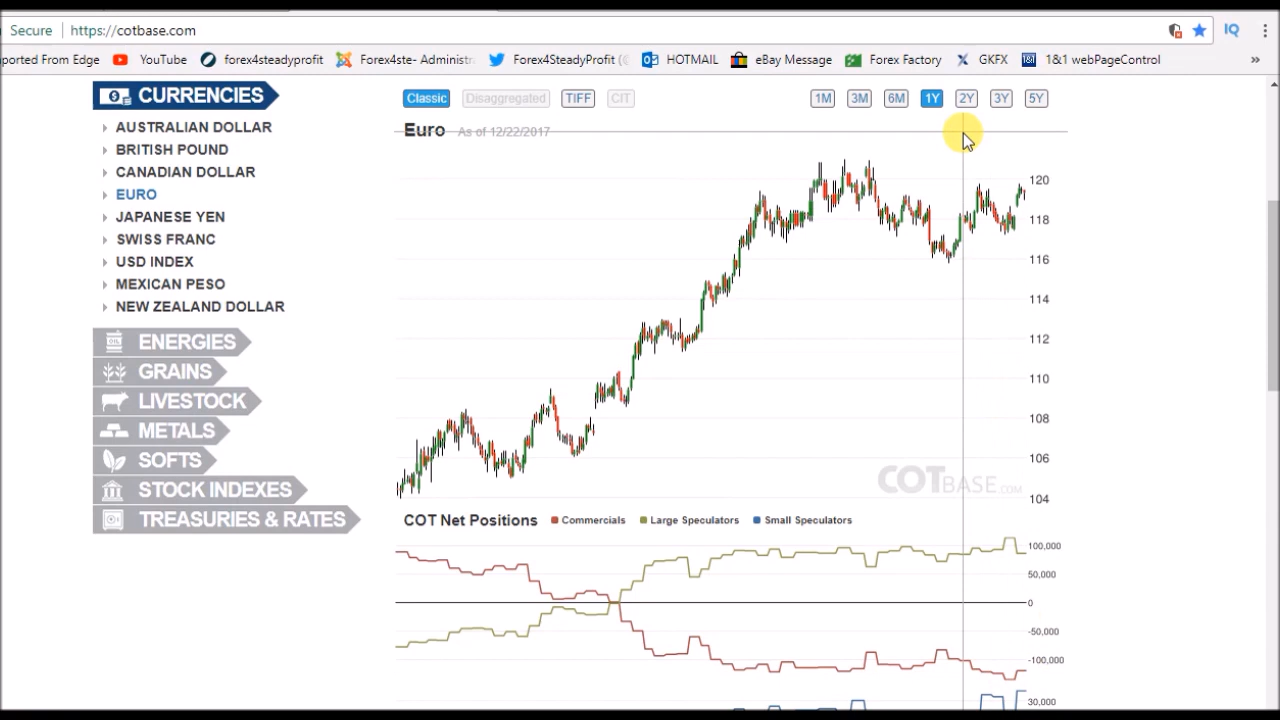 Secure https://cotbase.com
IQ
ported From Edge YouTube forex4steadyprofit Forex4ste- Administr Forex4SteadyProfit (@ HOTMAIL eBay Message Forex Factory GKFX 1&1 webPageControl »
CURRENCIES
AUSTRALIAN DOLLAR
BRITISH POUND
CANADIAN DOLLAR
EURO
JAPANESE YEN
SWISS FRANC
USD INDEX
MEXICAN PESO
NEW ZEALAND DOLLAR
ENERGIES
GRAINS
LIVESTOCK
METALS
SOFTS
STOCK INDEXES
TREASURIES & RATES
Classic Disaggregated TIFF CIT 1M 3M 6M 1Y 2Y 3Y 5Y
Euro As of 12/22/2017
120
118
116
114
112
110
108
106
104
COTBASE.COM
COT Net Positions Commercials Large Speculators Small Speculators
100,000
50,000
0
-50,000
-100,000
30,000